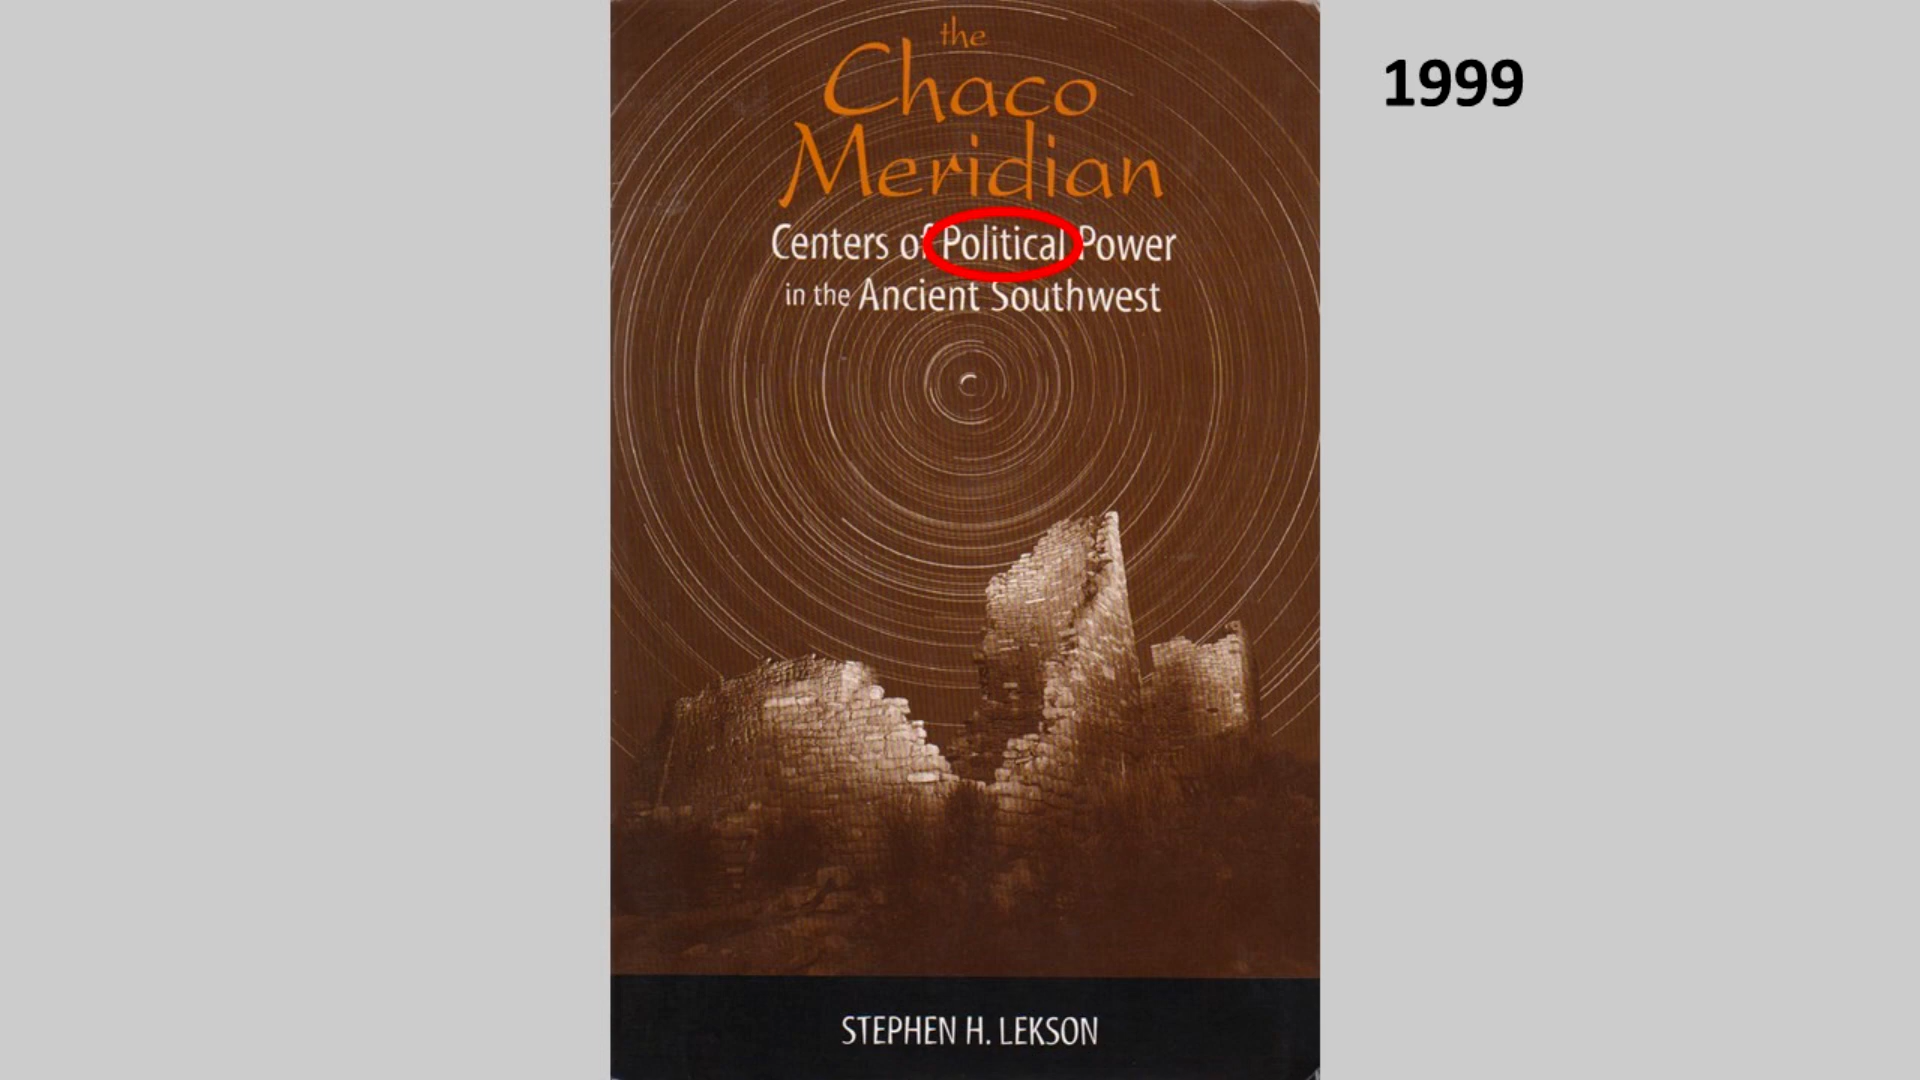 the
Chaco
Meridian
Centers of Political Power
in the Ancient Southwest
STEPHEN H. LEKSON
1999